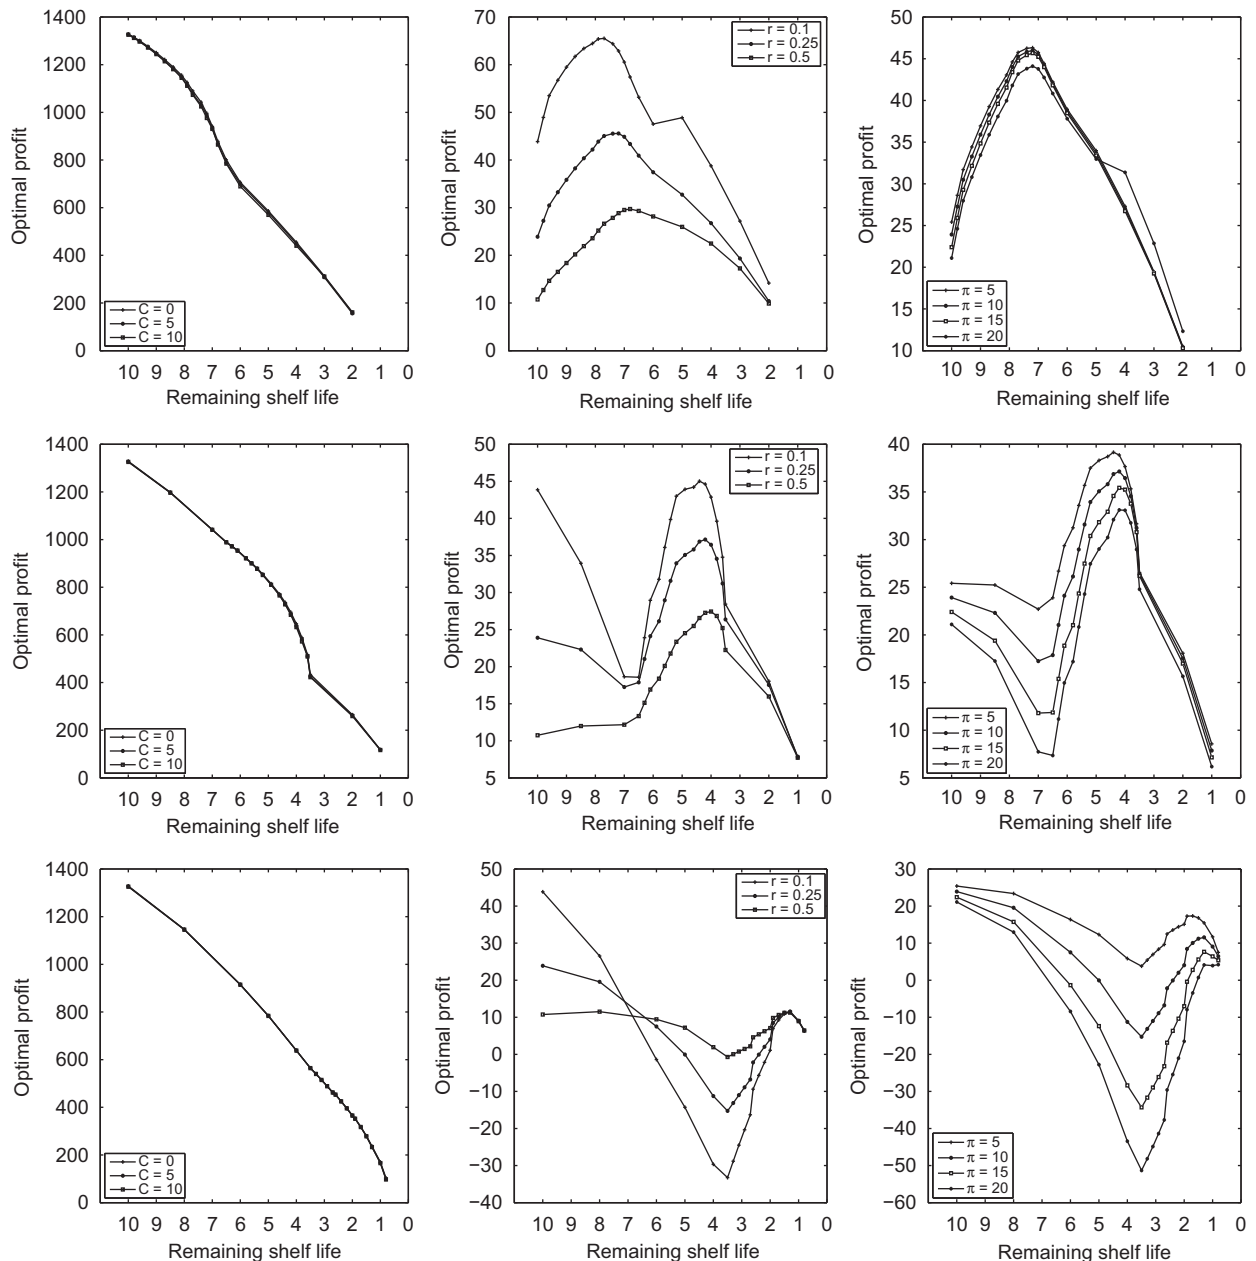 1400
1200
1000
800
600
400
200
0
Optimal profit
C = 0
C = 5
C = 10
10 9 8 7 6 5 4 3 2 1 0
Remaining shelf life
70
60
50
40
30
20
10
0
Optimal profit
r = 0.1
r = 0.25
r = 0.5
10 9 8 7 6 5 4 3 2 1 0
Remaining shelf life
50
45
40
35
30
25
20
15
10
Optimal profit
π = 5
π = 10
π = 15
π = 20
10 9 8 7 6 5 4 3 2 1 0
Remaining shelf life
1400
1200
1000
800
600
400
200
0
Optimal profit
C = 0
C = 5
C = 10
10 9 8 7 6 5 4 3 2 1 0
Remaining shelf life
50
45
40
35
30
25
20
15
10
5
Optimal profit
r = 0.1
r = 0.25
r = 0.5
10 9 8 7 6 5 4 3 2 1 0
Remaining shelf life
40
35
30
25
20
15
10
5
Optimal profit
π = 5
π = 10
π = 15
π = 20
10 9 8 7 6 5 4 3 2 1 0
Remaining shelf life
1400
1200
1000
800
600
400
200
0
Optimal profit
C = 0
C = 5
C = 10
10 9 8 7 6 5 4 3 2 1 0
Remaining shelf life
50
40
30
20
10
0
−10
−20
−30
−40
Optimal profit
r = 0.1
r = 0.25
r = 0.5
10 9 8 7 6 5 4 3 2 1 0
Remaining shelf life
30
20
10
0
−10
−20
−30
−40
−50
−60
Optimal profit
π = 5
π = 10
π = 15
π = 20
10 9 8 7 6 5 4 3 2 1 0
Remaining shelf life